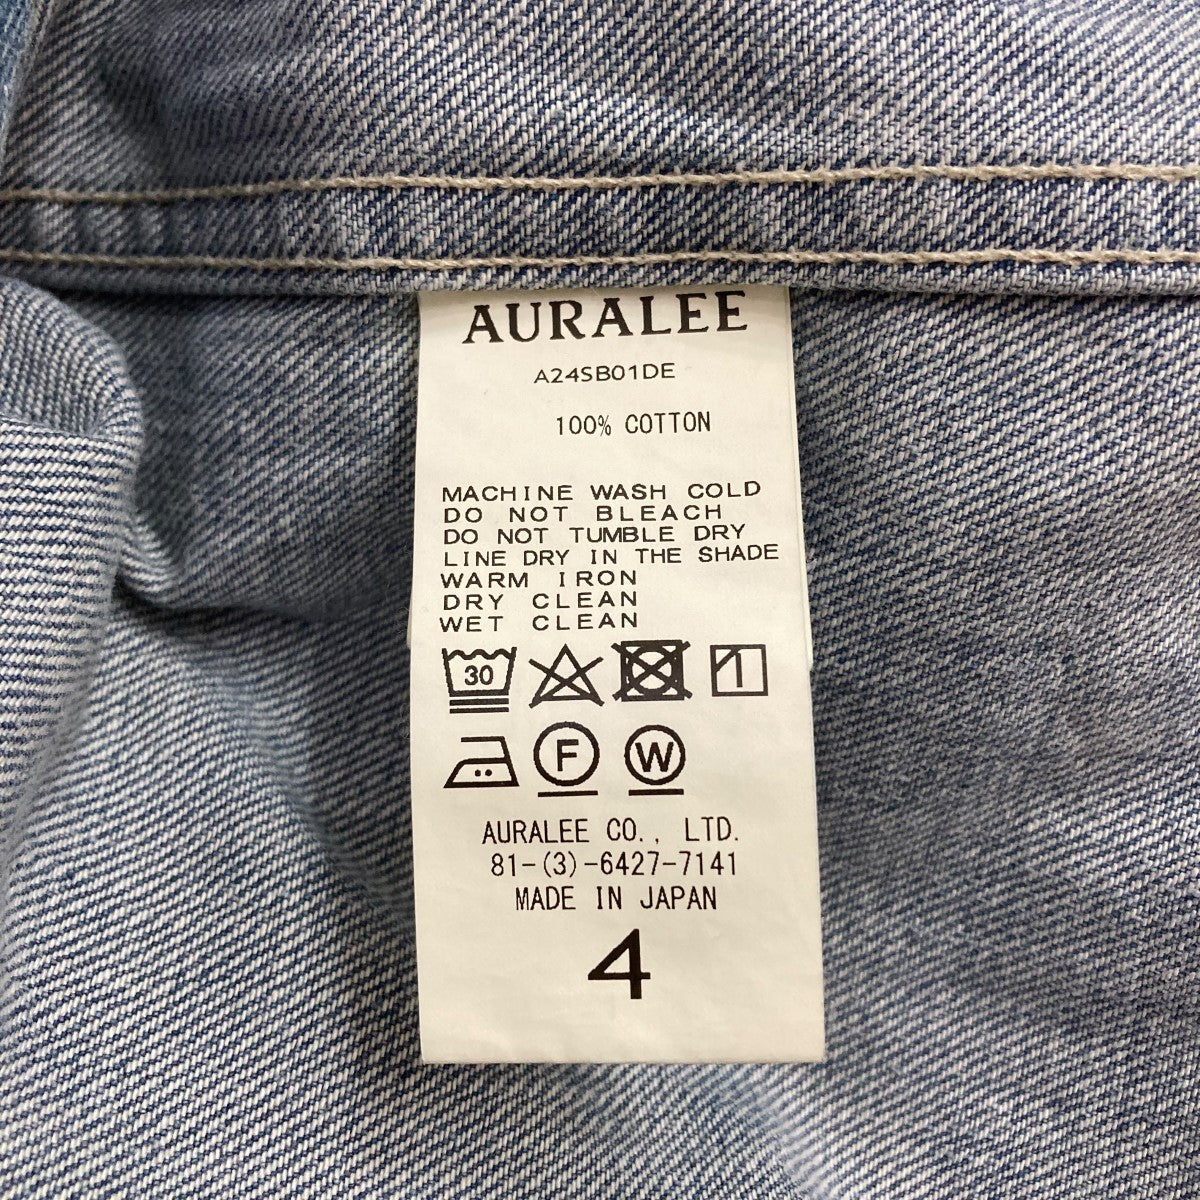 AURALEE
A24SB01DE
100% COTTON
MACHINE WASH COLD
DO NOT BLEACH
DO NOT TUMBLE DRY
LINE DRY IN THE SHADE
WARM IRON
DRY CLEAN
WET CLEAN
30
F W
AURALEE CO., LTD.
81-(3)-6427-7141
MADE IN JAPAN
4